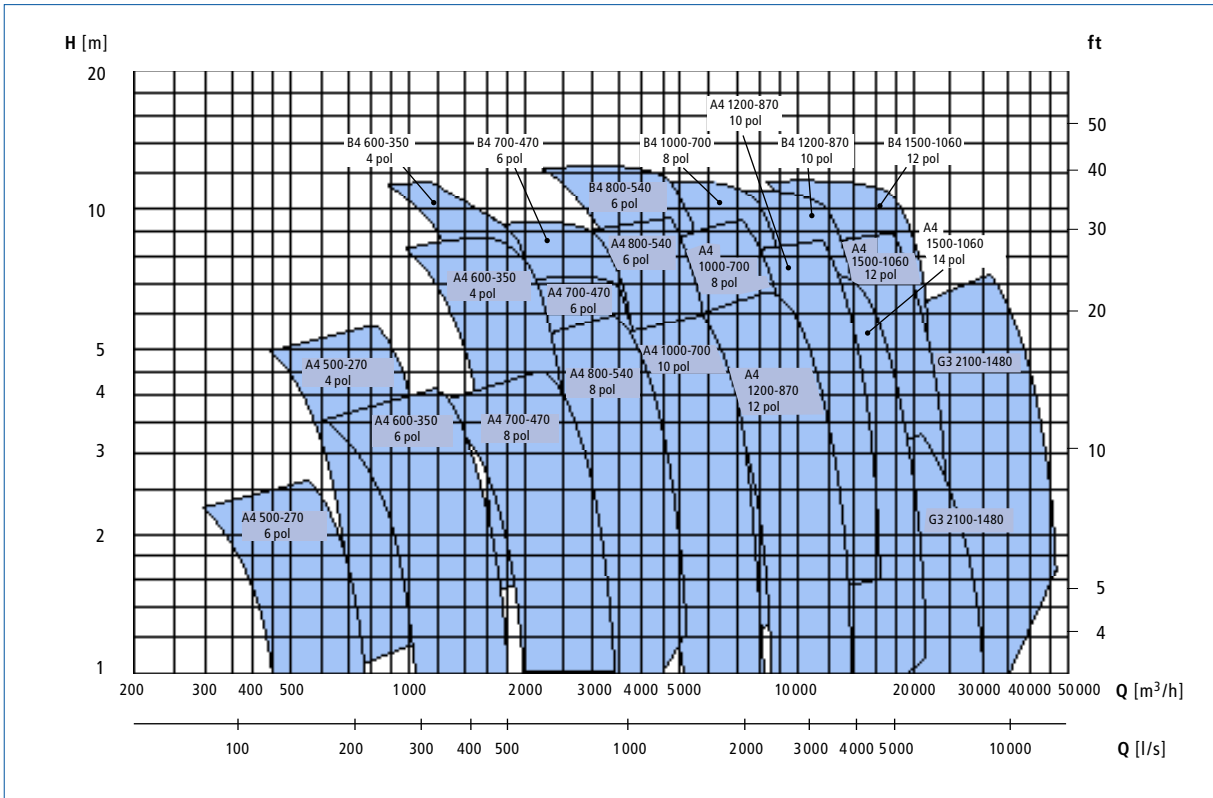 H [m]
ft
20
10
5
4
3
2
1
50
40
30
20
10
5
4
A4 1200-870
10 pol
B4 600-350
4 pol
B4 700-470
6 pol
B4 1000-700
8 pol
B4 1200-870
10 pol
B4 1500-1060
12 pol
B4 800-540
6 pol
A4 600-350
4 pol
A4 700-470
6 pol
A4 800-540
6 pol
A4
1000-700
8 pol
A4
1500-1060
12 pol
A4
1500-1060
14 pol
A4 500-270
4 pol
A4 600-350
6 pol
A4 700-470
8 pol
A4 800-540
8 pol
A4 1000-700
10 pol
A4
1200-870
12 pol
G3 2100-1480
A4 500-270
6 pol
G3 2100-1480
200 300 400 500 1000 2000 3000 4000 5000 10000 20000 30000 40000 50000 Q [m³/h]
100 200 300 400 500 1000 2000 3000 4000 5000 10000 Q [l/s]